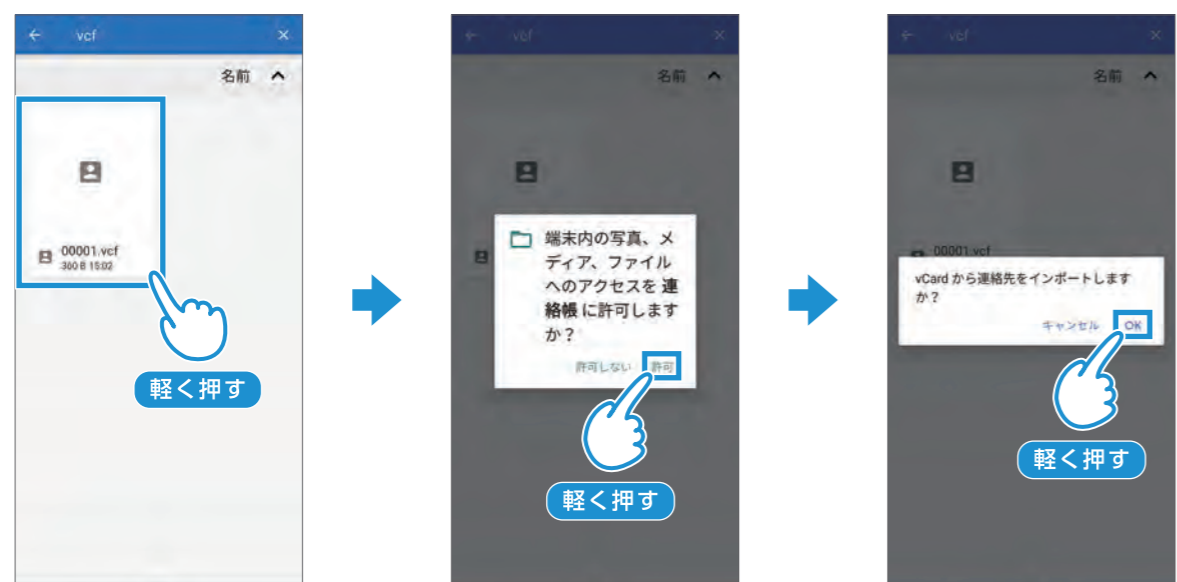 vcf
名前
00001.vcf
360 B 15:02
軽く押す
vcf
名前
端末内の写真、メ
ディア、ファイル
へのアクセスを 連
絡帳 に許可します
か？
許可しない 許可
軽く押す
vcf
名前
00001.vcf
vCard から連絡先をインポートします
か？
キャンセル OK
軽く押す